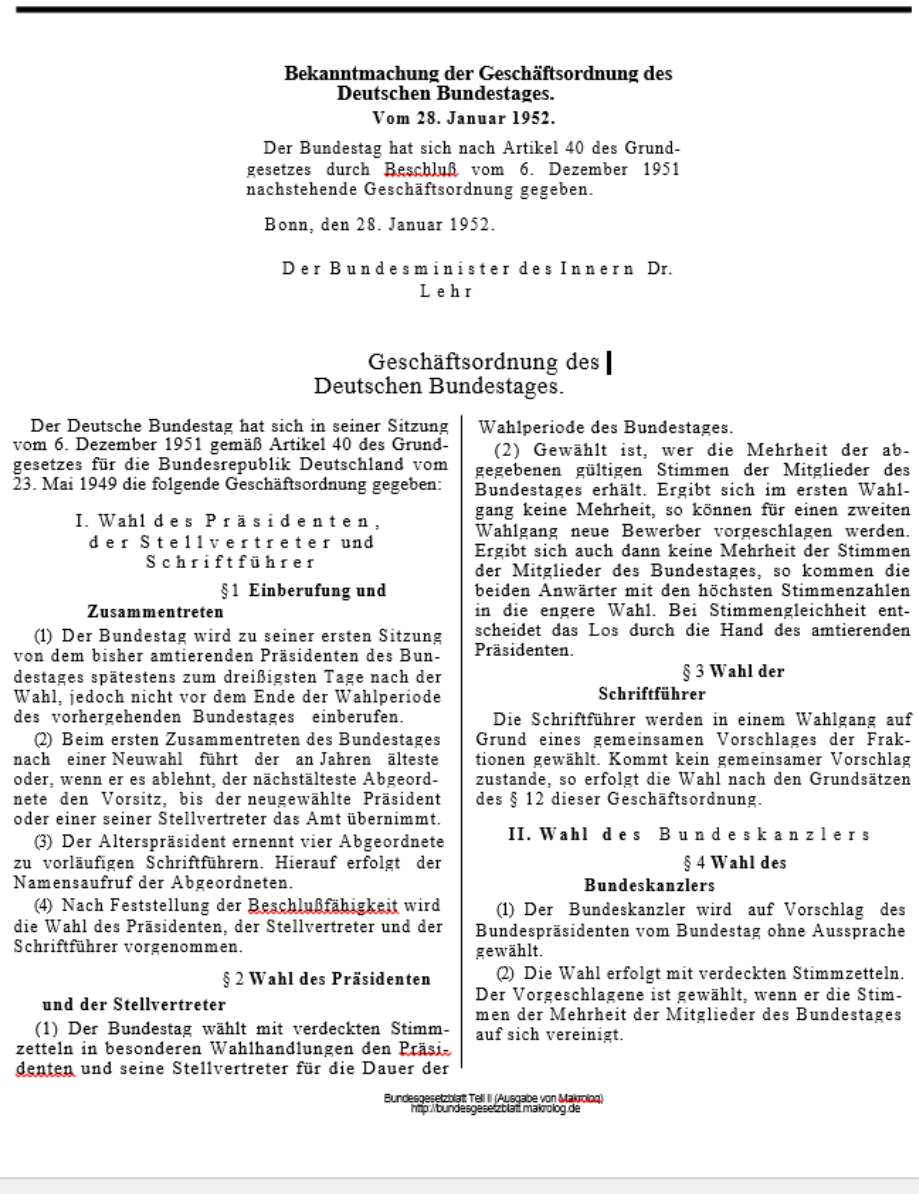 Bekanntmachung der Geschäftsordnung des
Deutschen Bundestages.
Vom 28. Januar 1952.
Der Bundestag hat sich nach Artikel 40 des Grund-
gesetzes durch Beschluß vom 6. Dezember 1951
nachstehende Geschäftsordnung gegeben.
Bonn, den 28. Januar 1952.
Der Bundesminister des Innern Dr.
Lehr
Geschäftsordnung des
Deutschen Bundestages.
Der Deutsche Bundestag hat sich in seiner Sitzung
vom 6. Dezember 1951 gemäß Artikel 40 des Grund-
gesetzes für die Bundesrepublik Deutschland vom
23. Mai 1949 die folgende Geschäftsordnung gegeben:
I. Wahl des Präsidenten,
der Stellvertreter und
Schriftführer
§1 Einberufung und
Zusammentreten
(1) Der Bundestag wird zu seiner ersten Sitzung
von dem bisher amtierenden Präsidenten des Bun-
destages spätestens zum dreißigsten Tage nach der
Wahl, jedoch nicht vor dem Ende der Wahlperiode
des vorhergehenden Bundestages einberufen.
(2) Beim ersten Zusammentreten des Bundestages
nach einer Neuwahl führt der an Jahren älteste
oder, wenn er es ablehnt, der nächstälteste Abgeord-
nete den Vorsitz, bis der neugewählte Präsident
oder einer seiner Stellvertreter das Amt übernimmt.
(3) Der Alterspräsident ernennt vier Abgeordnete
zu vorläufigen Schriftführern. Hierauf erfolgt der
Namensaufruf der Abgeordneten.
(4) Nach Feststellung der Beschlußfähigkeit wird
die Wahl des Präsidenten, der Stellvertreter und der
Schriftführer vorgenommen.
§ 2 Wahl des Präsidenten
und der Stellvertreter
(1) Der Bundestag wählt mit verdeckten Stimm-
zetteln in besonderen Wahlhandlungen den Präsi-
denten und seine Stellvertreter für die Dauer der
Wahlperiode des Bundestages.
(2) Gewählt ist, wer die Mehrheit der ab-
gegebenen gültigen Stimmen der Mitglieder des
Bundestages erhält. Ergibt sich im ersten Wahl-
gang keine Mehrheit, so können für einen zweiten
Wahlgang neue Bewerber vorgeschlagen werden.
Ergibt sich auch dann keine Mehrheit der Stimmen
der Mitglieder des Bundestages, so kommen die
beiden Anwärter mit den höchsten Stimmenzahlen
in die engere Wahl. Bei Stimmengleichheit ent-
scheidet das Los durch die Hand des amtierenden
Präsidenten.
§ 3 Wahl der
Schriftführer
Die Schriftführer werden in einem Wahlgang auf
Grund eines gemeinsamen Vorschlages der Frak-
tionen gewählt. Kommt kein gemeinsamer Vorschlag
zustande, so erfolgt die Wahl nach den Grundsätzen
des § 12 dieser Geschäftsordnung.
II. Wahl des Bundeskanzlers
§ 4 Wahl des
Bundeskanzlers
(1) Der Bundeskanzler wird auf Vorschlag des
Bundespräsidenten vom Bundestag ohne Aussprache
gewählt.
(2) Die Wahl erfolgt mit verdeckten Stimmzetteln.
Der Vorgeschlagene ist gewählt, wenn er die Stim-
men der Mehrheit der Mitglieder des Bundestages
auf sich vereinigt.
Bundesgesetzblatt Teil II (Ausgabe von Makrolog)
http://bundesgesetzblatt.makrolog.de